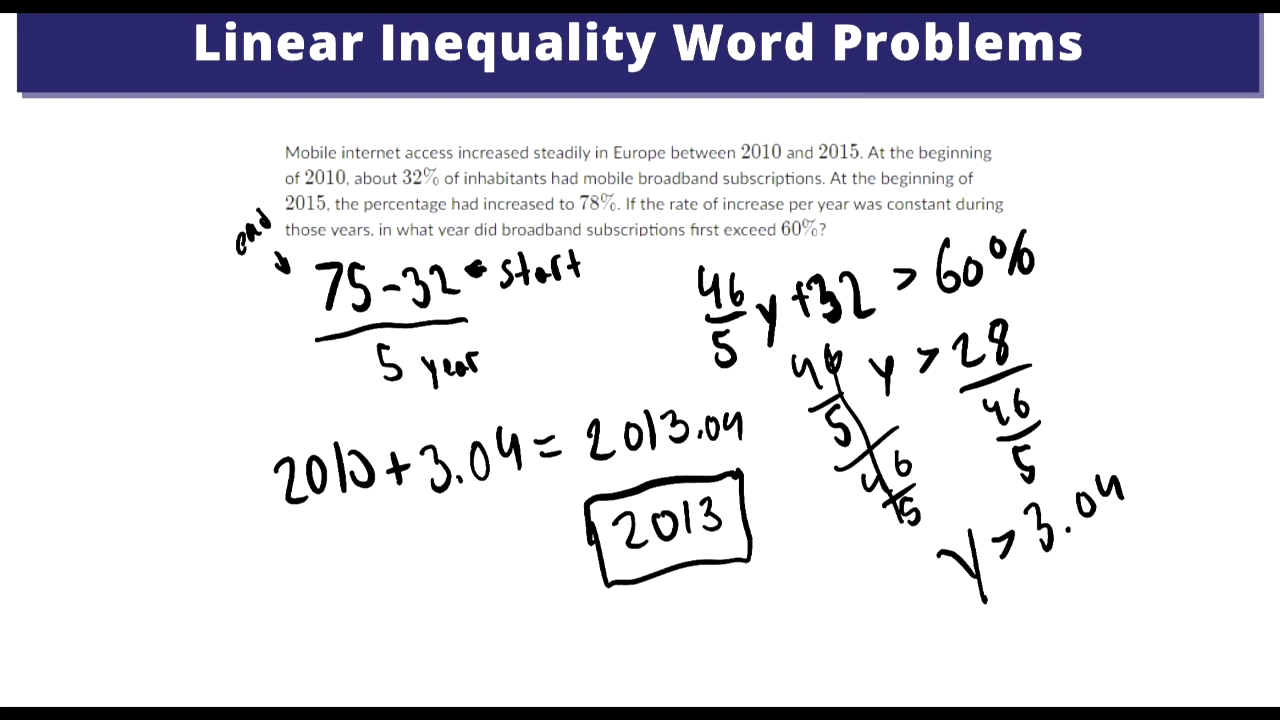 Linear Inequality Word Problems
Mobile internet access increased steadily in Europe between 2010 and 2015. At the beginning
of 2010, about 32% of inhabitants had mobile broadband subscriptions. At the beginning of
2015, the percentage had increased to 78%. If the rate of increase per year was constant during
those years, in what year did broadband subscriptions first exceed 60%?
end
75-32 start
5 year
46/5 y + 32 > 60%
46/5 y > 28
46/5 46/5
y > 3.04
2010 + 3.04 = 2013.04
2013